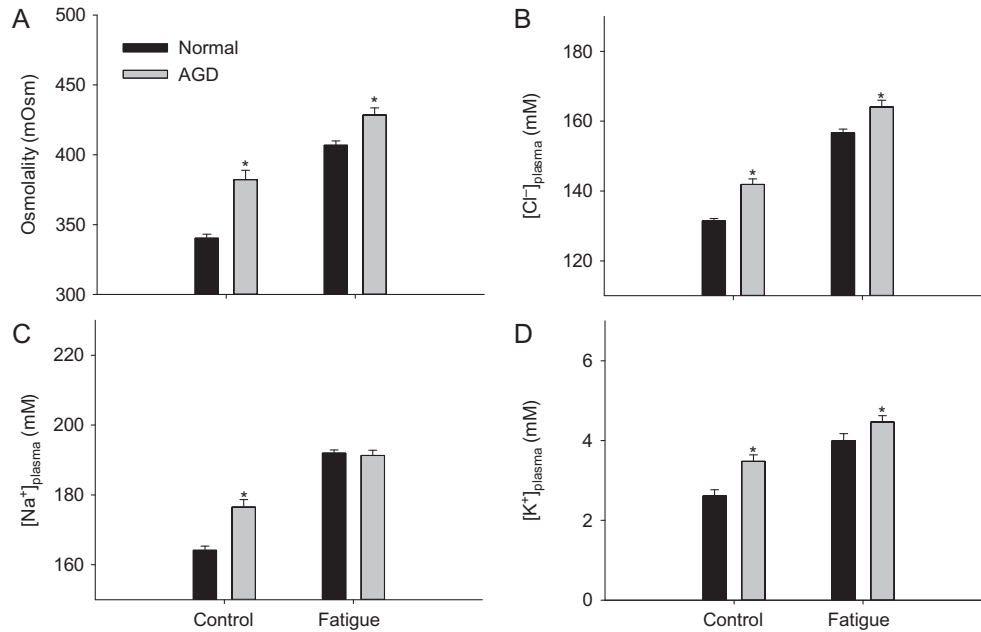 A
500
450
400
350
300
Osmolality (mOsm)
Normal
AGD
*
*
B
180
160
140
120
[Cl⁻]plasma (mM)
*
*
C
220
200
180
160
[Na⁺]plasma (mM)
*
Control
Fatigue
D
6
4
2
0
[K⁺]plasma (mM)
*
*
Control
Fatigue